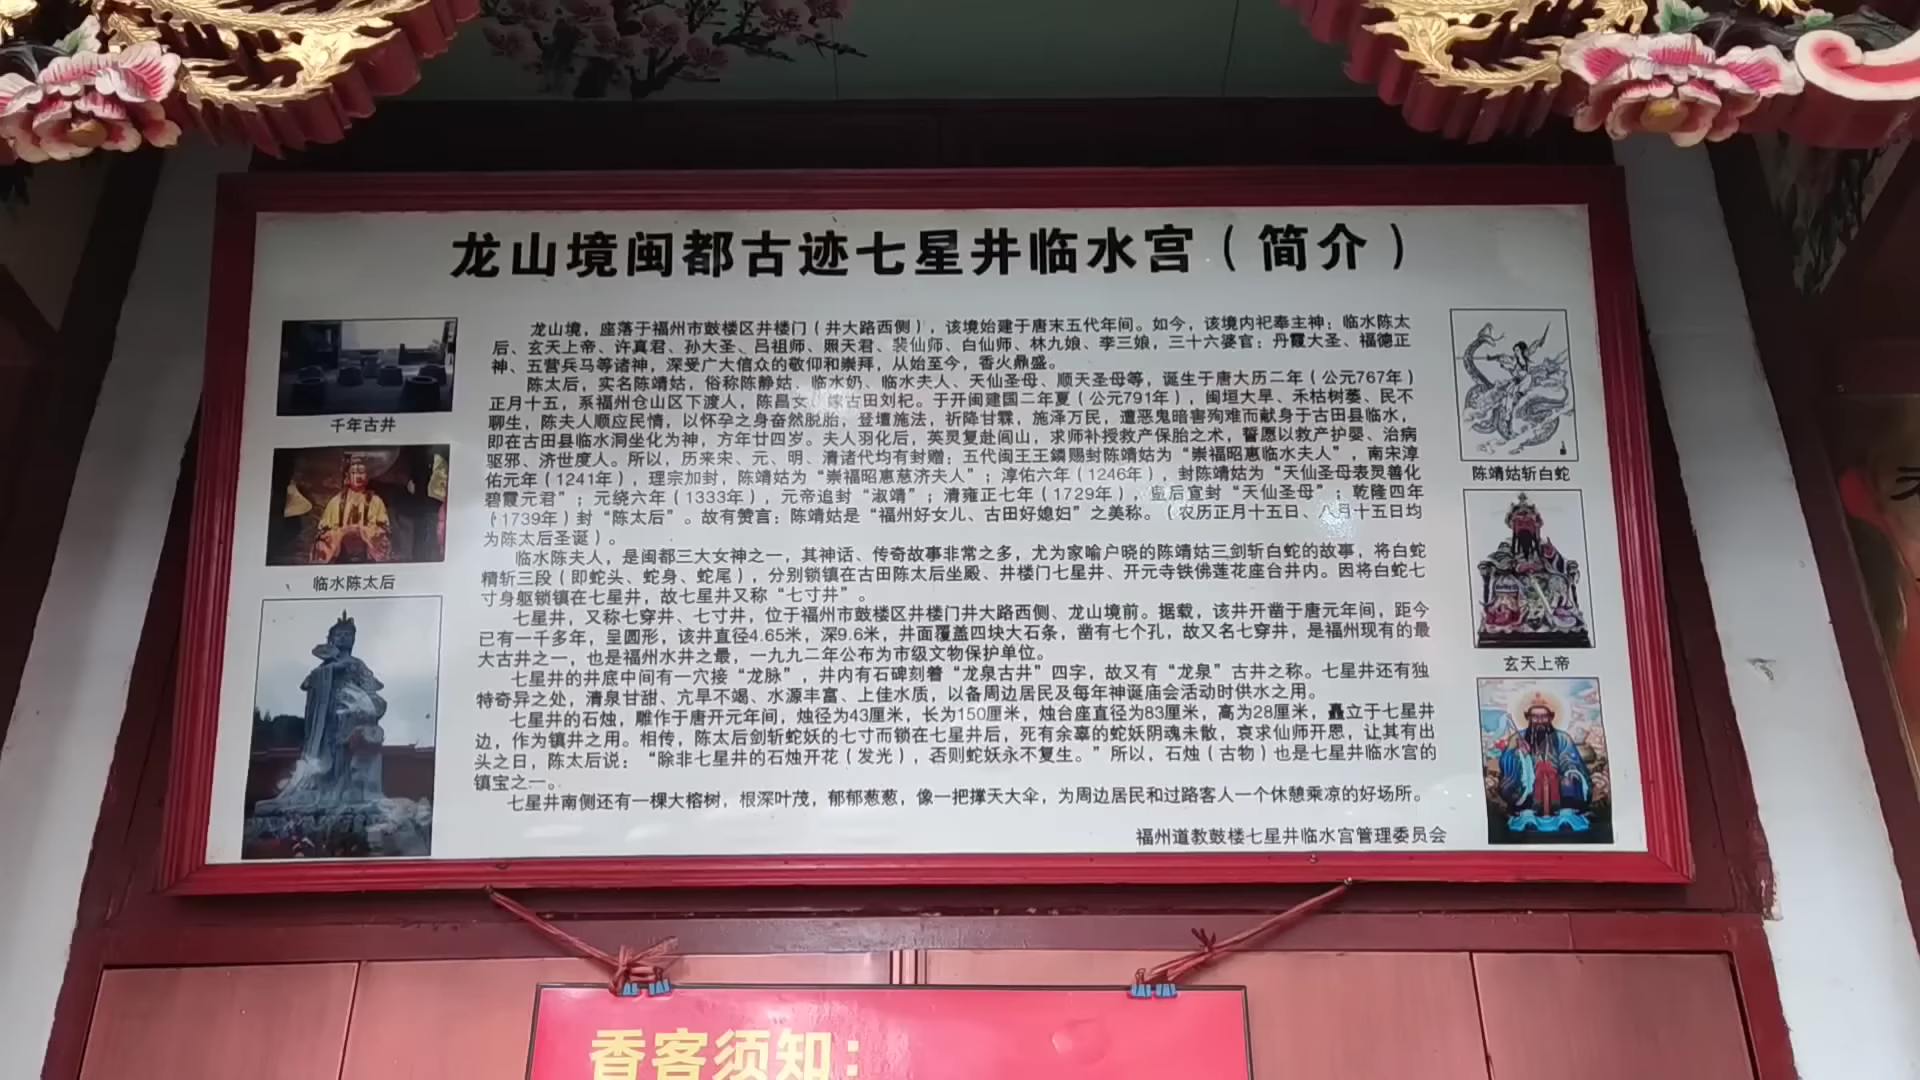 龙山境闽都古迹七星井临水宫（简介）
龙山境，座落于福州市鼓楼区井楼门（井大路西侧），该境始建于唐末五代年间。如今，该境内祀奉主神：临水陈太
后、玄天上帝、许真君、孙大圣、吕祖师、照天君、裴仙师、白仙师、林九娘、李三娘，三十六婆官；丹霞大圣、福德正
神、五营兵马等诸神，深受广大信众的敬仰和崇拜，从始至今，香火鼎盛。
陈太后，实名陈靖姑，俗称陈静姑、临水奶、临水夫人、天仙圣母、顺天圣母等，诞生于唐大历二年（公元767年）
正月十五，系福州仓山区下渡人，陈昌女，嫁古田刘杞。于开闽建国二年夏（公元791年），闽垣大旱、禾枯树萎、民不
聊生，陈夫人顺应民情，以怀孕之身奋然脱胎，登壇施法，祈降甘霖，施泽万民，遭恶鬼暗害殉难而献身于古田县临水，
即在古田县临水洞坐化为神，方年廿四岁。夫人羽化后，英灵复赴闾山，求师补授救产保胎之术，誓愿以救产护婴、治病
驱邪、济世度人。所以，历来宋、元、明、清诸代均有封赠；五代闽王王鏻赐封陈靖姑为“崇福昭惠临水夫人”，南宋淳
佑元年（1241年），理宗加封，陈靖姑为“崇福昭惠慈济夫人”；淳佑六年（1246年），封陈靖姑为“天仙圣母表灵善化
碧霞元君”；元绕六年（1333年），元帝追封“淑靖”；清雍正七年（1729年），皇后宣封“天仙圣母”；乾隆四年
（1739年）封“陈太后”。故有赞言：陈靖姑是“福州好女儿、古田好媳妇”之美称。（农历正月十五日、八月十五日均
为陈太后圣诞）。
临水陈夫人，是闽都三大女神之一，其神话、传奇故事非常之多，尤为家喻户晓的陈靖姑三剑斩白蛇的故事，将白蛇
精斩三段（即蛇头、蛇身、蛇尾），分别锁镇在古田陈太后坐殿、井楼门七星井、开元寺铁佛莲花座台井内。因将白蛇七
寸身躯锁镇在七星井，故七星井又称“七寸井”。
七星井，又称七穿井、七寸井，位于福州市鼓楼区井楼门井大路西侧、龙山境前。据载，该井开凿于唐元年间，距今
已有一千多年，呈圆形，该井直径4.65米，深9.6米，井面覆盖四块大石条，凿有七个孔，故又名七穿井，是福州现有的最
大古井之一，也是福州水井之最，一九九二年公布为市级文物保护单位。
七星井的井底中间有一穴接“龙脉”，井内有石碑刻着“龙泉古井”四字，故又有“龙泉”古井之称。七星井还有独
特奇异之处，清泉甘甜、亢旱不竭、水源丰富、上佳水质，以备周边居民及每年神诞庙会活动时供水之用。
七星井的石烛，雕作于唐开元年间，烛径为43厘米，长为150厘米，烛台座直径为83厘米，高为28厘米，矗立于七星井
边，作为镇井之用。相传，陈太后剑斩蛇妖的七寸而锁在七星井后，死有余辜的蛇妖阴魂未散，哀求仙师开恩，让其有出
头之日，陈太后说：“除非七星井的石烛开花（发光），否则蛇妖永不复生。”所以，石烛（古物）也是七星井临水宫的
镇宝之一。
七星井南侧还有一棵大榕树，根深叶茂，郁郁葱葱，像一把撑天大伞，为周边居民和过路客人一个休憩乘凉的好场所。
福州道教鼓楼七星井临水宫管理委员会
千年古井
临水陈太后
陈靖姑斩白蛇
玄天上帝
香客须知：